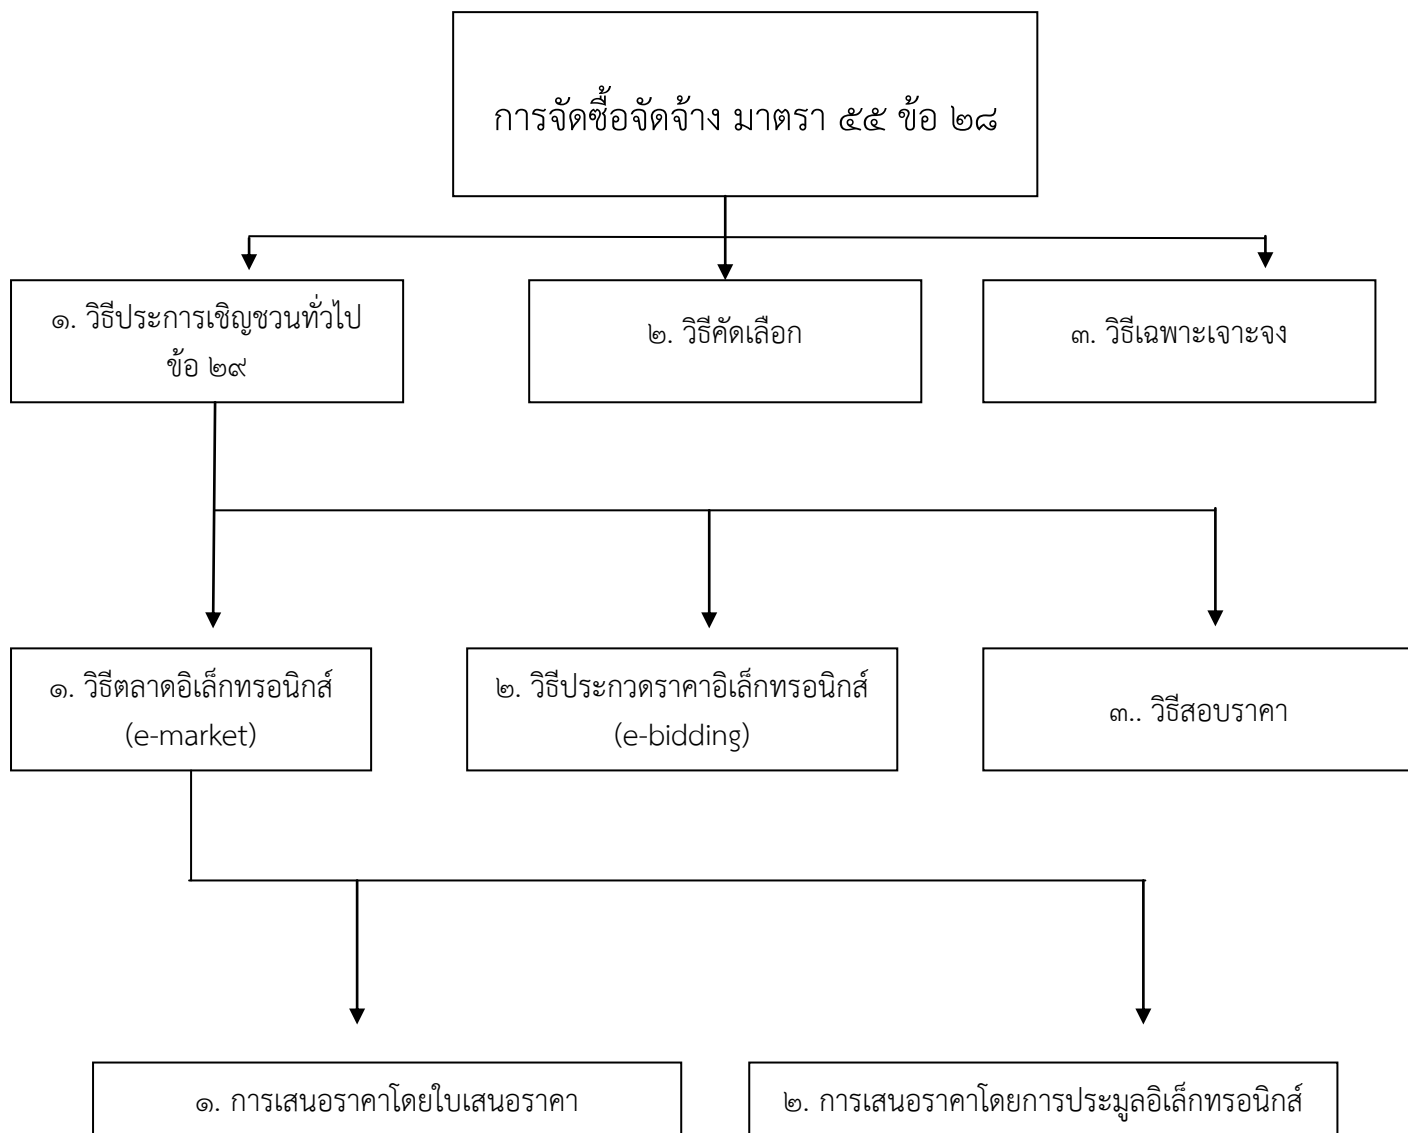 การจัดซื้อจัดจ้าง มาตรา ๕๕ ข้อ ๒๘
๑. วิธีประการเชิญชวนทั่วไป
ข้อ ๒๙
๒. วิธีคัดเลือก
๓. วิธีเฉพาะเจาะจง
๑. วิธีตลาดอิเล็กทรอนิกส์
(e-market)
๒. วิธีประกวดราคาอิเล็กทรอนิกส์
(e-bidding)
๓.. วิธีสอบราคา
๑. การเสนอราคาโดยใบเสนอราคา
๒. การเสนอราคาโดยการประมูลอิเล็กทรอนิกส์